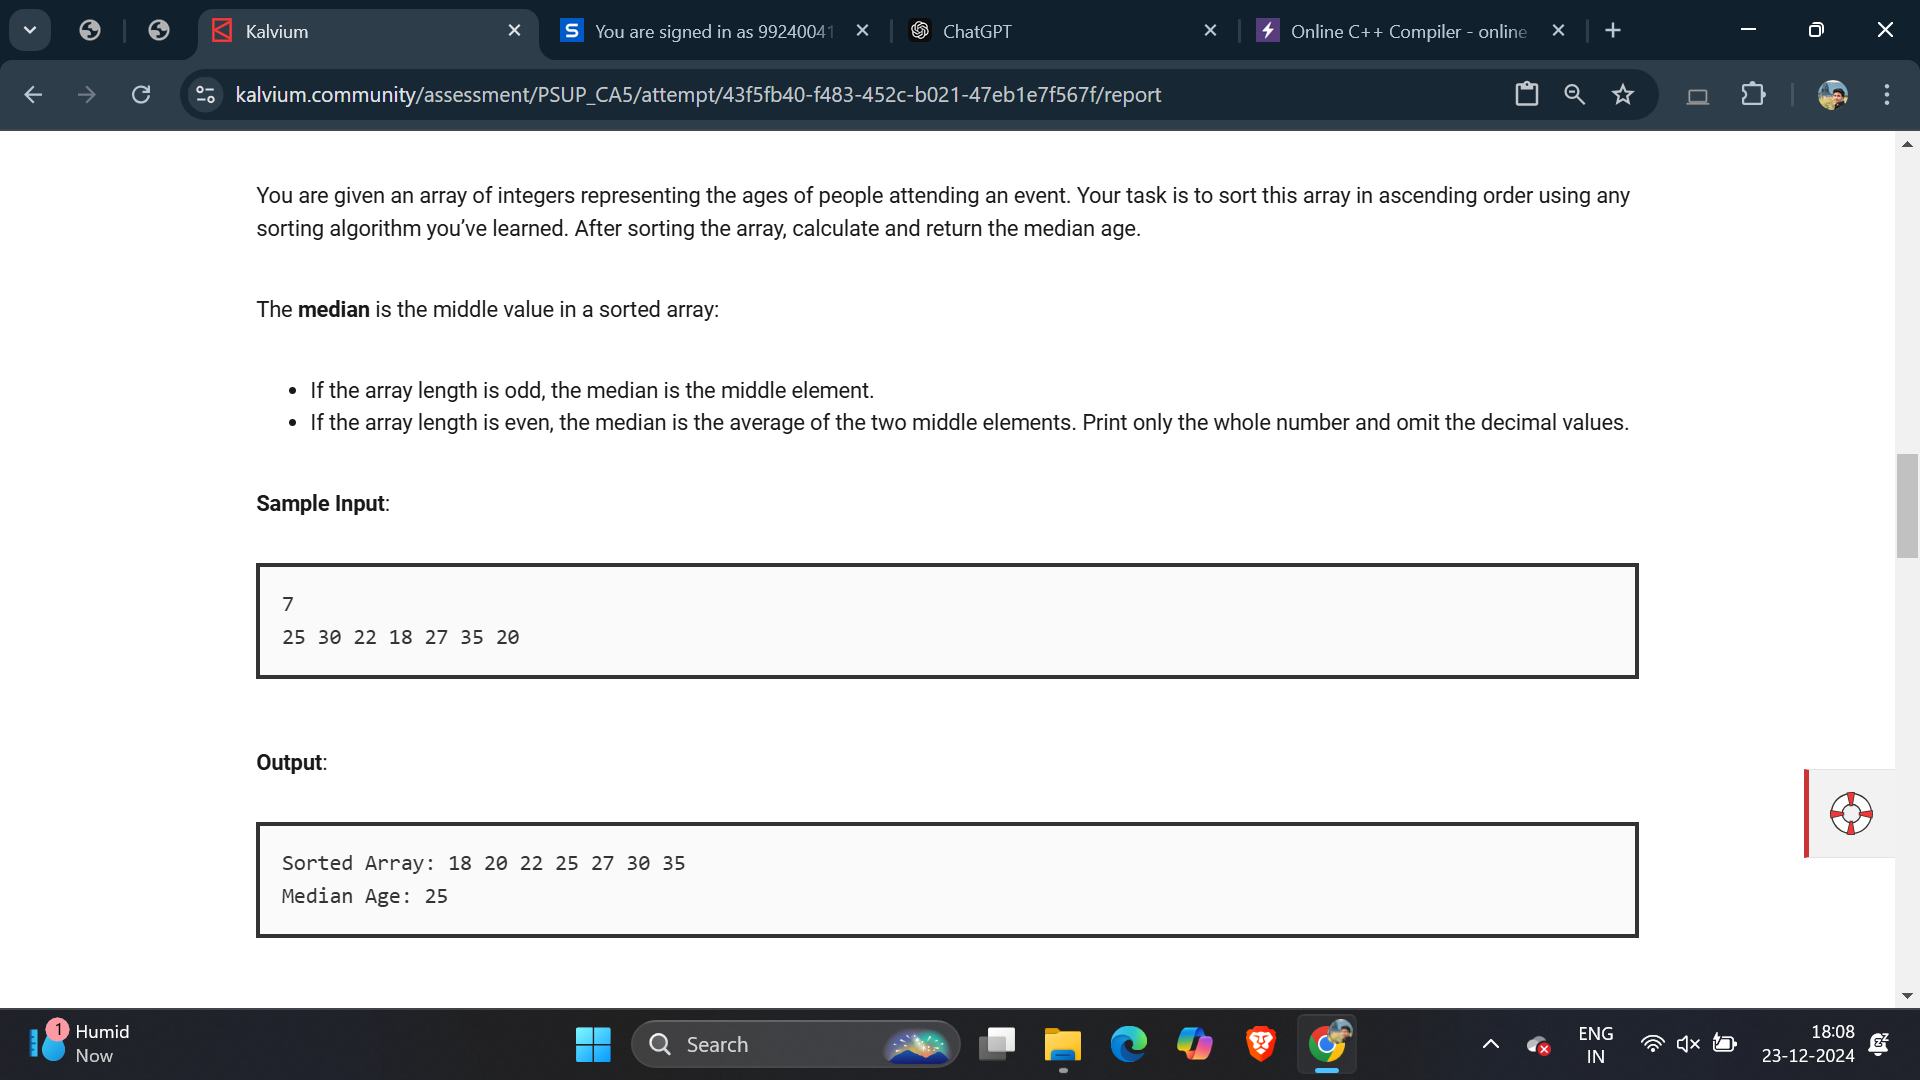 Kalvium
You are signed in as 99240041
ChatGPT
Online C++ Compiler - online
kalvium.community/assessment/PSUP_CA5/attempt/43f5fb40-f483-452c-b021-47eb1e7f567f/report
You are given an array of integers representing the ages of people attending an event. Your task is to sort this array in ascending order using any
sorting algorithm you’ve learned. After sorting the array, calculate and return the median age.
The median is the middle value in a sorted array:
• If the array length is odd, the median is the middle element.
• If the array length is even, the median is the average of the two middle elements. Print only the whole number and omit the decimal values.
Sample Input:
7
25 30 22 18 27 35 20
Output:
Sorted Array: 18 20 22 25 27 30 35
Median Age: 25
1
Humid
Now
Search
ENG
IN
18:08
23-12-2024